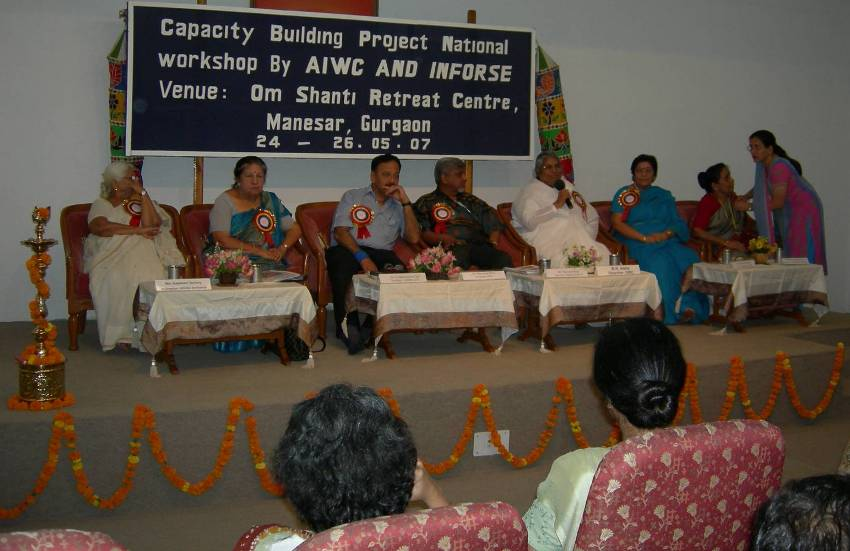 Capacity Building Project National
workshop By AIWC AND INFORSE
Venue: Om Shanti Retreat Centre,
Manesar, Gurgaon
24 – 26.05.07